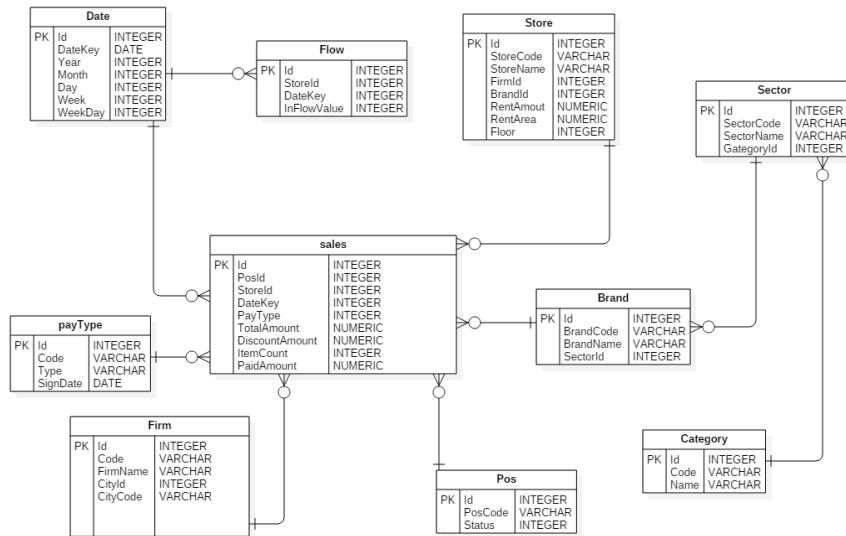 Date
PK Id INTEGER
DateKey DATE
Year INTEGER
Month INTEGER
Day INTEGER
Week INTEGER
WeekDay INTEGER
Flow
PK Id INTEGER
StoreId INTEGER
DateKey INTEGER
InFlowValue INTEGER
Store
PK Id INTEGER
StoreCode VARCHAR
StoreName VARCHAR
FirmId INTEGER
BrandId INTEGER
RentAmout NUMERIC
RentArea NUMERIC
Floor INTEGER
Sector
PK Id INTEGER
SectorCode VARCHAR
SectorName VARCHAR
GategoryId INTEGER
sales
PK Id INTEGER
PosId INTEGER
StoreId INTEGER
DateKey INTEGER
PayType INTEGER
TotalAmount NUMERIC
DiscountAmount NUMERIC
ItemCount INTEGER
PaidAmount NUMERIC
Brand
PK Id INTEGER
BrandCode VARCHAR
BrandName VARCHAR
SectorId INTEGER
payType
PK Id INTEGER
Code VARCHAR
Type VARCHAR
SignDate DATE
Firm
PK Id INTEGER
Code VARCHAR
FirmName VARCHAR
CityId INTEGER
CityCode VARCHAR
Pos
PK Id INTEGER
PosCode VARCHAR
Status INTEGER
Category
PK Id INTEGER
Code VARCHAR
Name VARCHAR